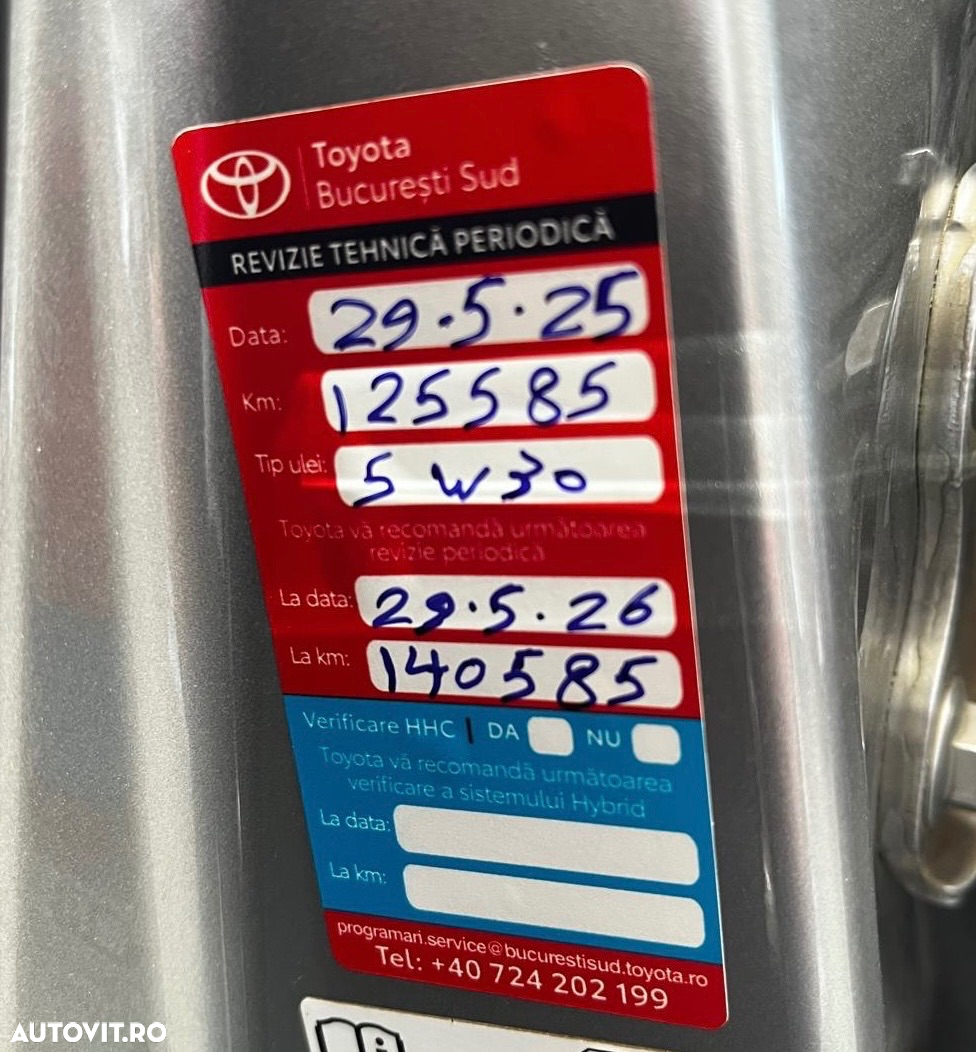 Toyota
București Sud
REVIZIE TEHNICĂ PERIODICĂ
Data: 29.5.25
Km: 125585
Tip ulei: 5W30
Toyota vă recomandă următoarea
revizie periodică
La data: 29.5.26
La km: 140585
Verificare HHC | DA NU
Toyota vă recomandă următoarea
verificare a sistemului Hybrid
La data:
La km:
programari.service@bucurestisud.toyota.ro
Tel: +40 724 202 199
AUTOVIT.RO